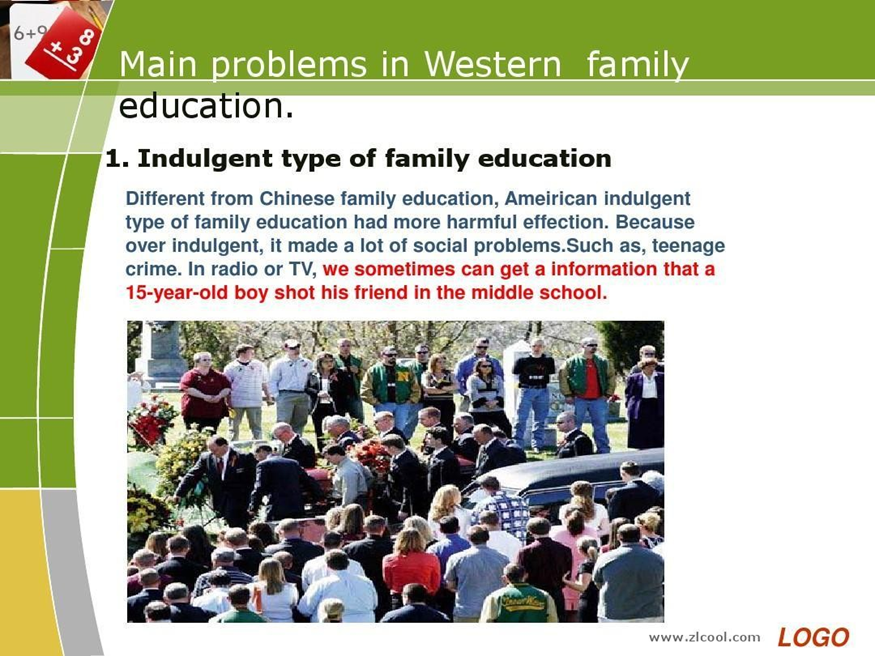 6+9
8
+ 3
Main problems in Western family
education.
1. Indulgent type of family education
Different from Chinese family education, Ameirican indulgent
type of family education had more harmful effection. Because
over indulgent, it made a lot of social problems.Such as, teenage
crime. In radio or TV, we sometimes can get a information that a
15-year-old boy shot his friend in the middle school.
N
www.zlcool.com
LOGO